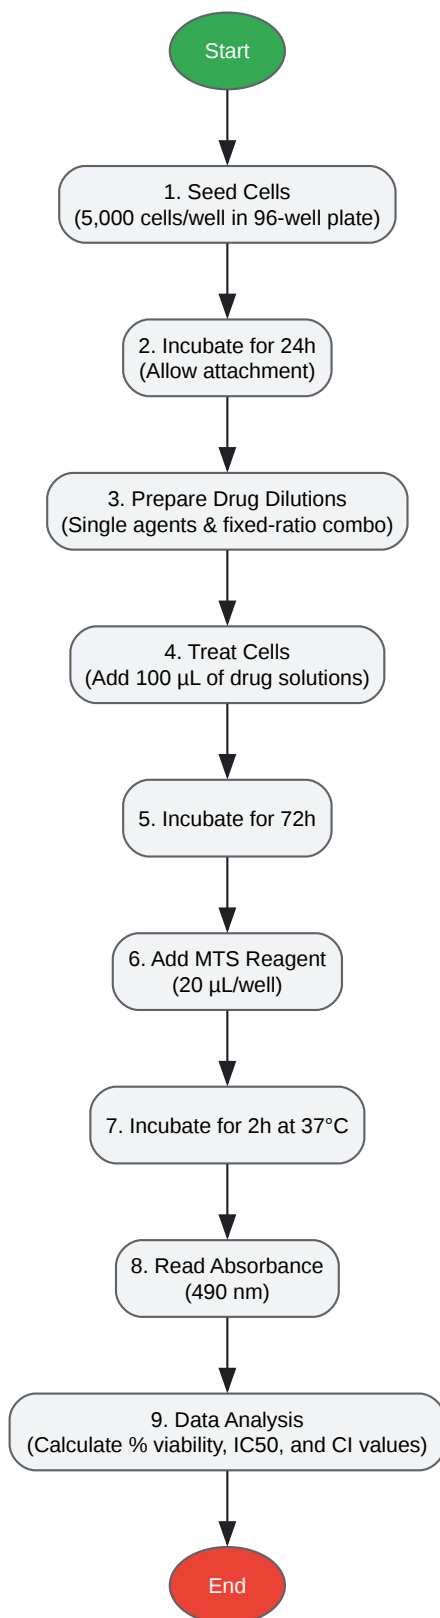 Start
1. Seed Cells
(5,000 cells/well in 96-well plate)
2. Incubate for 24h
(Allow attachment)
3. Prepare Drug Dilutions
(Single agents & fixed-ratio combo)
4. Treat Cells
(Add 100 µL of drug solutions)
5. Incubate for 72h
6. Add MTS Reagent
(20 µL/well)
7. Incubate for 2h at 37°C
8. Read Absorbance
(490 nm)
9. Data Analysis
(Calculate % viability, IC50, and CI values)
End